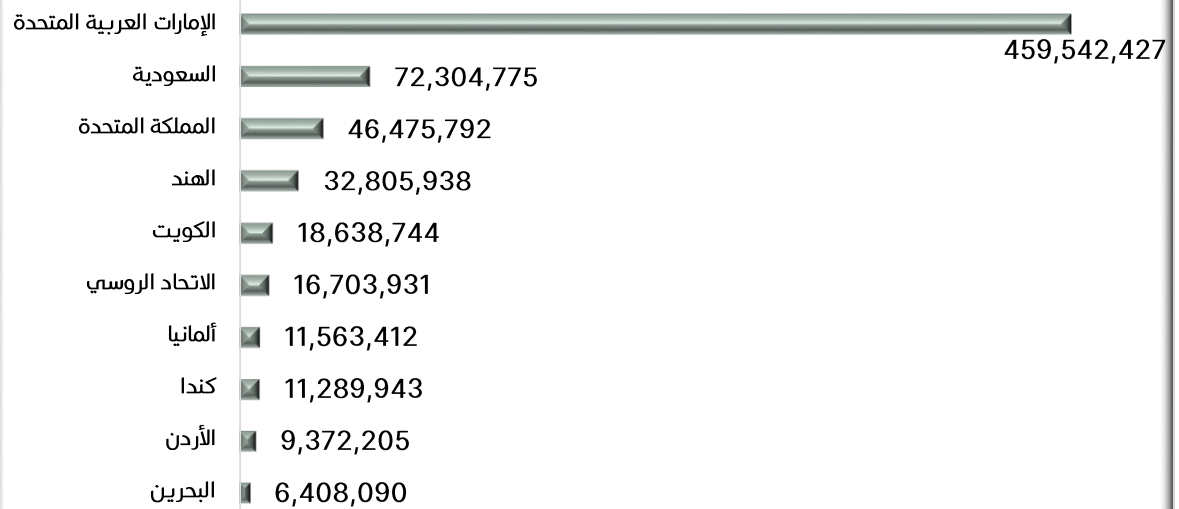 الإمارات العربية المتحدة
459,542,427
السعودية 72,304,775
المملكة المتحدة 46,475,792
الهند 32,805,938
الكويت 18,638,744
الاتحاد الروسي 16,703,931
ألمانيا 11,563,412
كندا 11,289,943
الأردن 9,372,205
البحرين 6,408,090